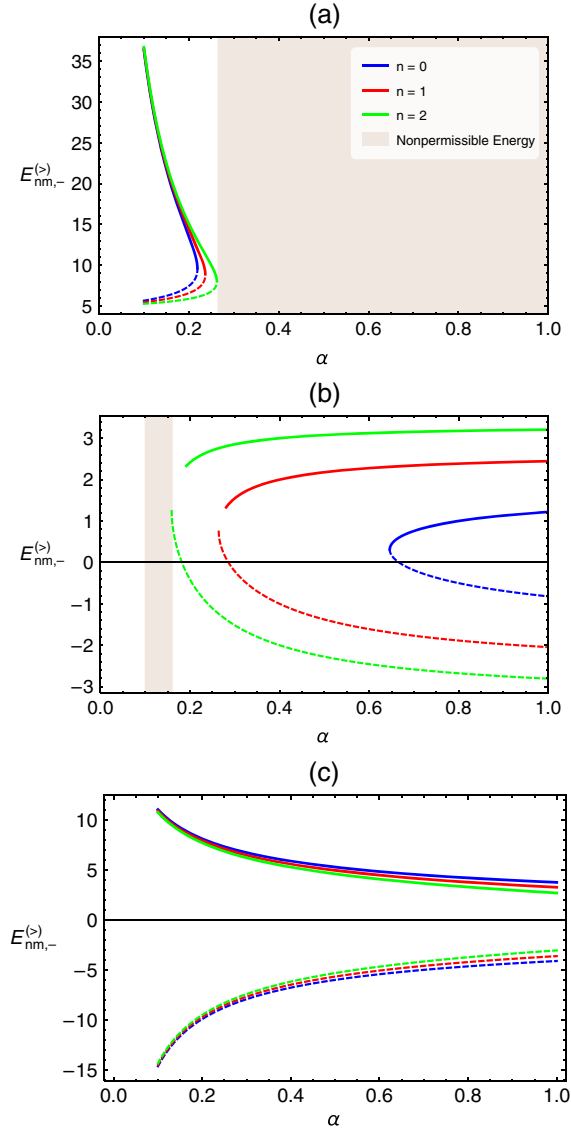 (a)
35
30
25
20
15
10
5
E^{(>)}_{nm,−}
n = 0
n = 1
n = 2
Nonpermissible Energy
0.0 0.2 0.4 0.6 0.8 1.0
α
(b)
3
2
1
0
−1
−2
−3
E^{(>)}_{nm,−}
0.0 0.2 0.4 0.6 0.8 1.0
α
(c)
10
5
0
−5
−10
−15
E^{(>)}_{nm,−}
0.0 0.2 0.4 0.6 0.8 1.0
α